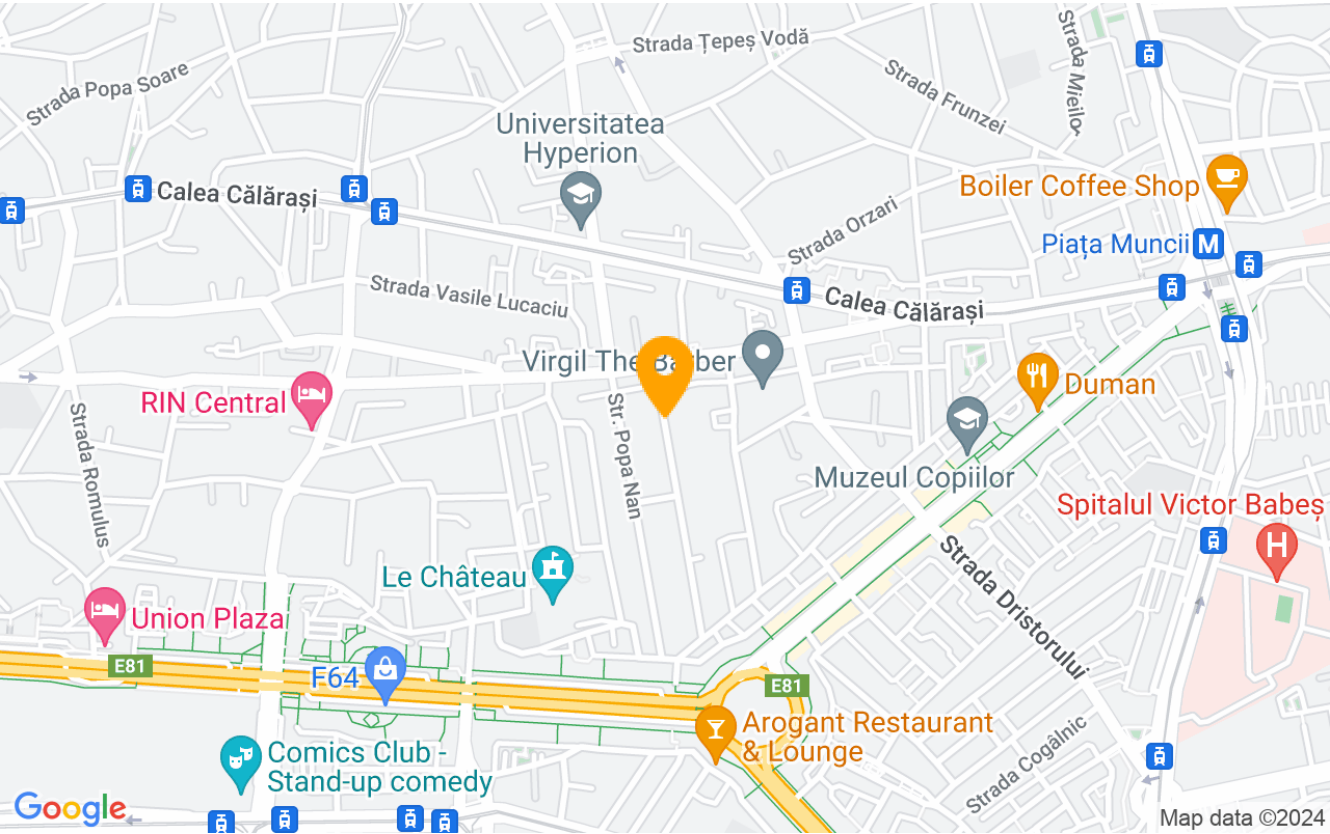 Strada Țepeș Vodă
Strada Mieilor
Strada Popa Soare
Strada Frunzei
Universitatea
Hyperion
Calea Călărași
Boiler Coffee Shop
Strada Orzari
Piața Muncii
M
Strada Vasile Lucaciu
Calea Călărași
Virgil The Barber
Duman
RIN Central
Str. Popa Nan
Strada Romulus
Muzeul Copiilor
Spitalul Victor Babeș
H
Le Château
Strada Dristorului
Union Plaza
E81
F64
E81
Arogant Restaurant
& Lounge
Comics Club -
Stand-up comedy
Strada Cogâlnic
Google
Map data ©2024